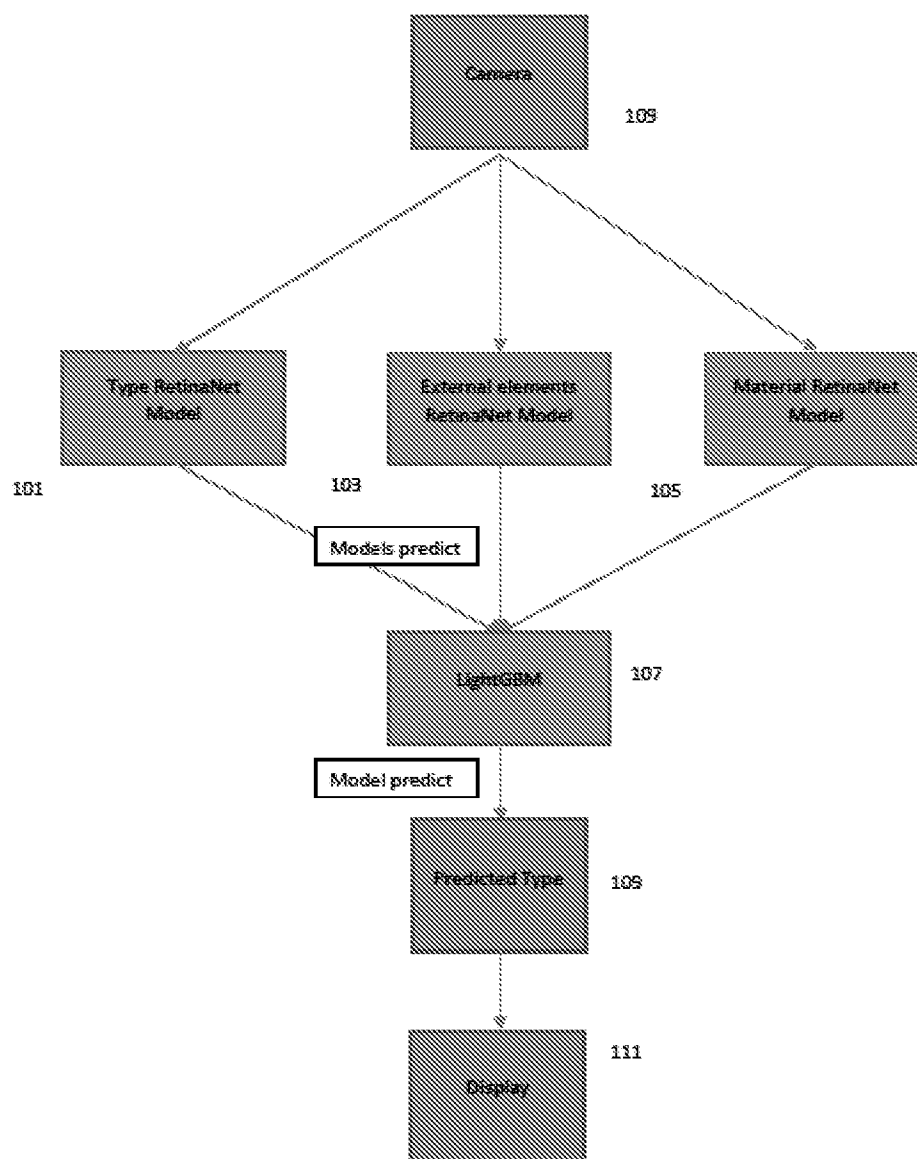 Camera
109
Type RetinaNet
Model
External elements
RetinaNet Model
Material RetinaNet
Model
101
103
105
Models predict
LightGBM
107
Model predict
Predicted Type
109
Display
111